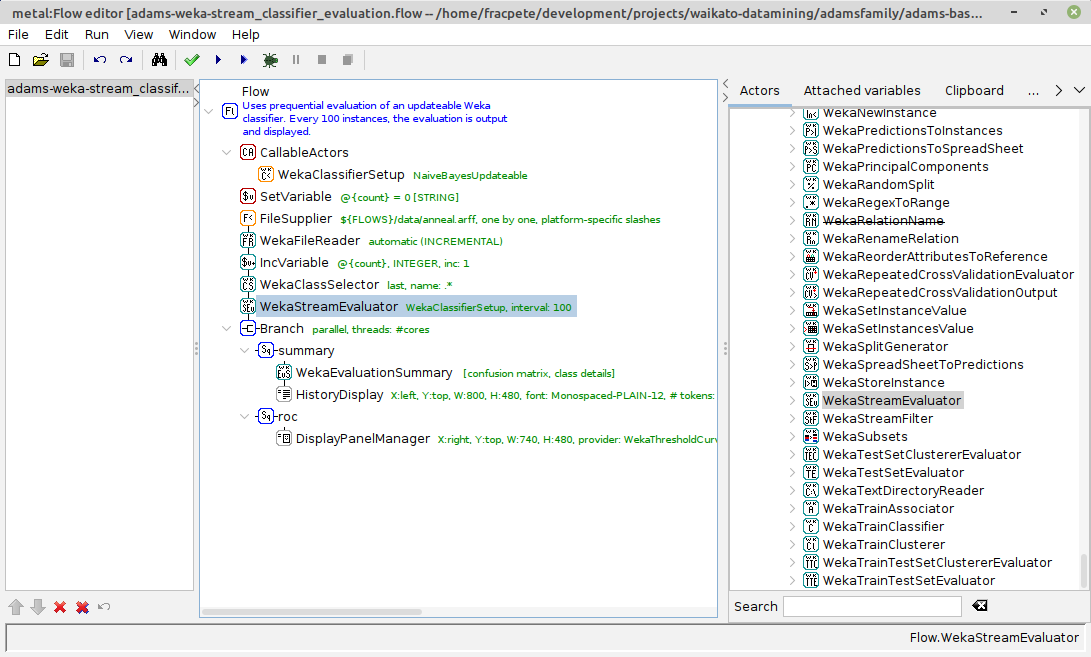 metal:Flow editor [adams-weka-stream_classifier_evaluation.flow -- /home/fracpete/development/projects/waikato-datamining/adamsfamily/adams-bas...
File Edit Run View Window Help
adams-weka-stream_classif...
Flow
Uses prequential evaluation of an updateable Weka
classifier. Every 100 instances, the evaluation is output
and displayed.
CallableActors
WekaClassifierSetup NaiveBayesUpdateable
SetVariable @{count} = 0 [STRING]
FileSupplier ${FLOWS}/data/anneal.arff, one by one, platform-specific slashes
WekaFileReader automatic (INCREMENTAL)
IncVariable @{count}, INTEGER, inc: 1
WekaClassSelector last, name: .*
WekaStreamEvaluator WekaClassifierSetup, interval: 100
Branch parallel, threads: #cores
summary
WekaEvaluationSummary [confusion matrix, class details]
HistoryDisplay X:left, Y:top, W:800, H:480, font: Monospaced-PLAIN-12, # tokens:
roc
DisplayPanelManager X:right, Y:top, W:740, H:480, provider: WekaThresholdCurv
Actors Attached variables Clipboard ...
WekaNewInstance
WekaPredictionsToInstances
WekaPredictionsToSpreadSheet
WekaPrincipalComponents
WekaRandomSplit
WekaRegexToRange
WekaRelationName
WekaRenameRelation
WekaReorderAttributesToReference
WekaRepeatedCrossValidationEvaluator
WekaRepeatedCrossValidationOutput
WekaSetInstanceValue
WekaSetInstancesValue
WekaSplitGenerator
WekaSpreadSheetToPredictions
WekaStoreInstance
WekaStreamEvaluator
WekaStreamFilter
WekaSubsets
WekaTestSetClustererEvaluator
WekaTestSetEvaluator
WekaTextDirectoryReader
WekaTrainAssociator
WekaTrainClassifier
WekaTrainClusterer
WekaTrainTestSetClustererEvaluator
WekaTrainTestSetEvaluator
Search
Flow.WekaStreamEvaluator